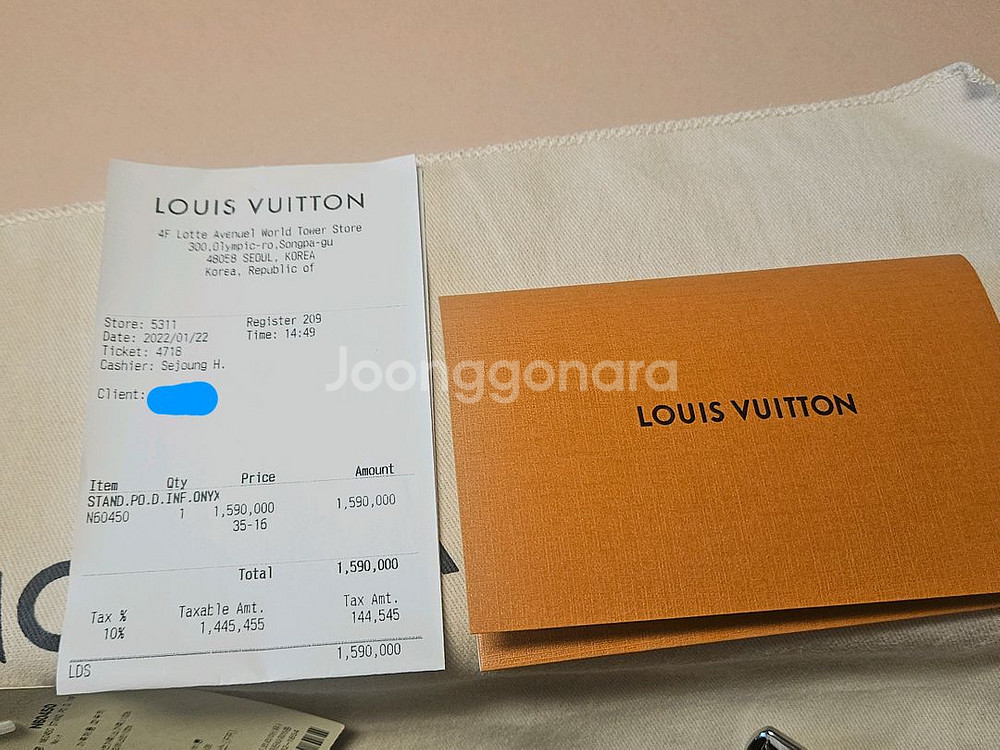 LOUIS VUITTON
4F Lotte Avenuel World Tower Store
300,Olympic-ro,Songpa-gu
48058 SEOUL, KOREA
Korea, Republic of
Store: 5311 Register 209
Date: 2022/01/22 Time: 14:49
Ticket: 4718
Cashier: Sejoung H.
Client:
Item Qty Price Amount
STAND.PO.D.INF.ONYX
N60450 1 1,590,000 1,590,000
35-16
Total 1,590,000
Tax % Taxable Amt. Tax Amt.
10% 1,445,455 144,545
1,590,000
LDS
Joonggonara
LOUIS VUITTON
N60450